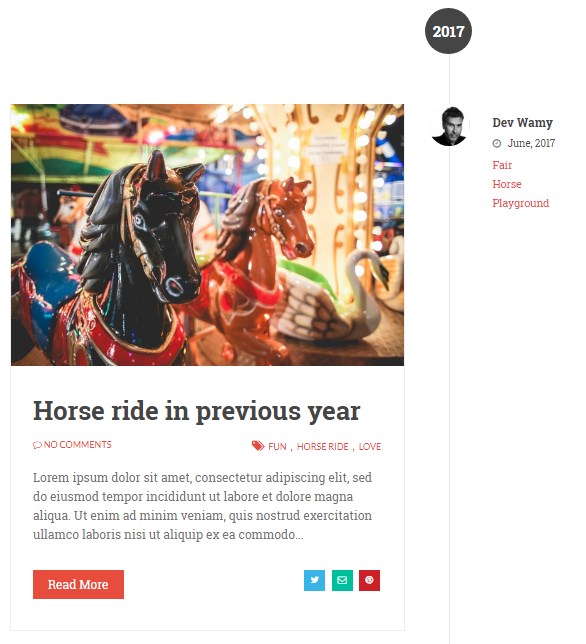 2017
Dev Wamy
June, 2017
Fair
Horse
Playground
Horse ride in previous year
NO COMMENTS
FUN , HORSE RIDE , LOVE
Lorem ipsum dolor sit amet, consectetur adipiscing elit, sed
do eiusmod tempor incididunt ut labore et dolore magna
aliqua. Ut enim ad minim veniam, quis nostrud exercitation
ullamco laboris nisi ut aliquip ex ea commodo...
Read More